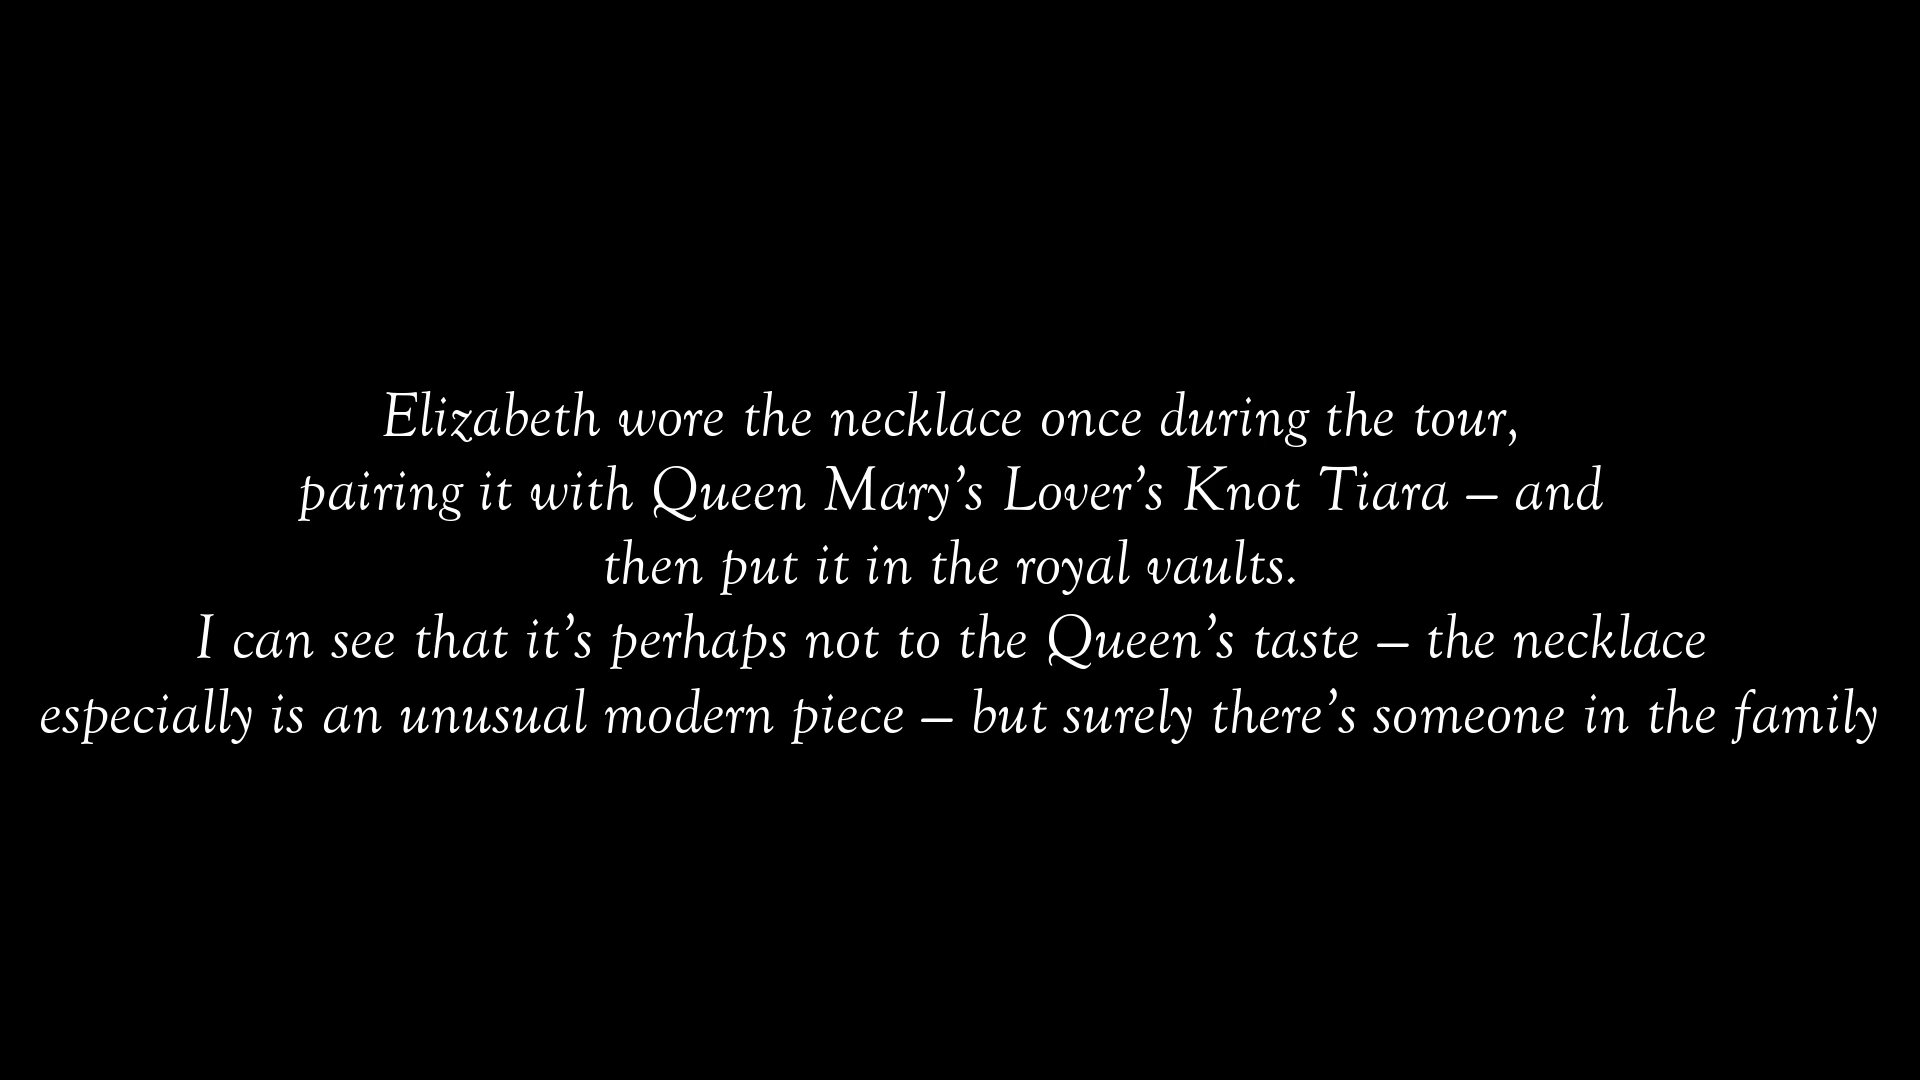 Elizabeth wore the necklace once during the tour,
pairing it with Queen Mary’s Lover’s Knot Tiara – and
then put it in the royal vaults.
I can see that it’s perhaps not to the Queen’s taste – the necklace
especially is an unusual modern piece – but surely there’s someone in the family